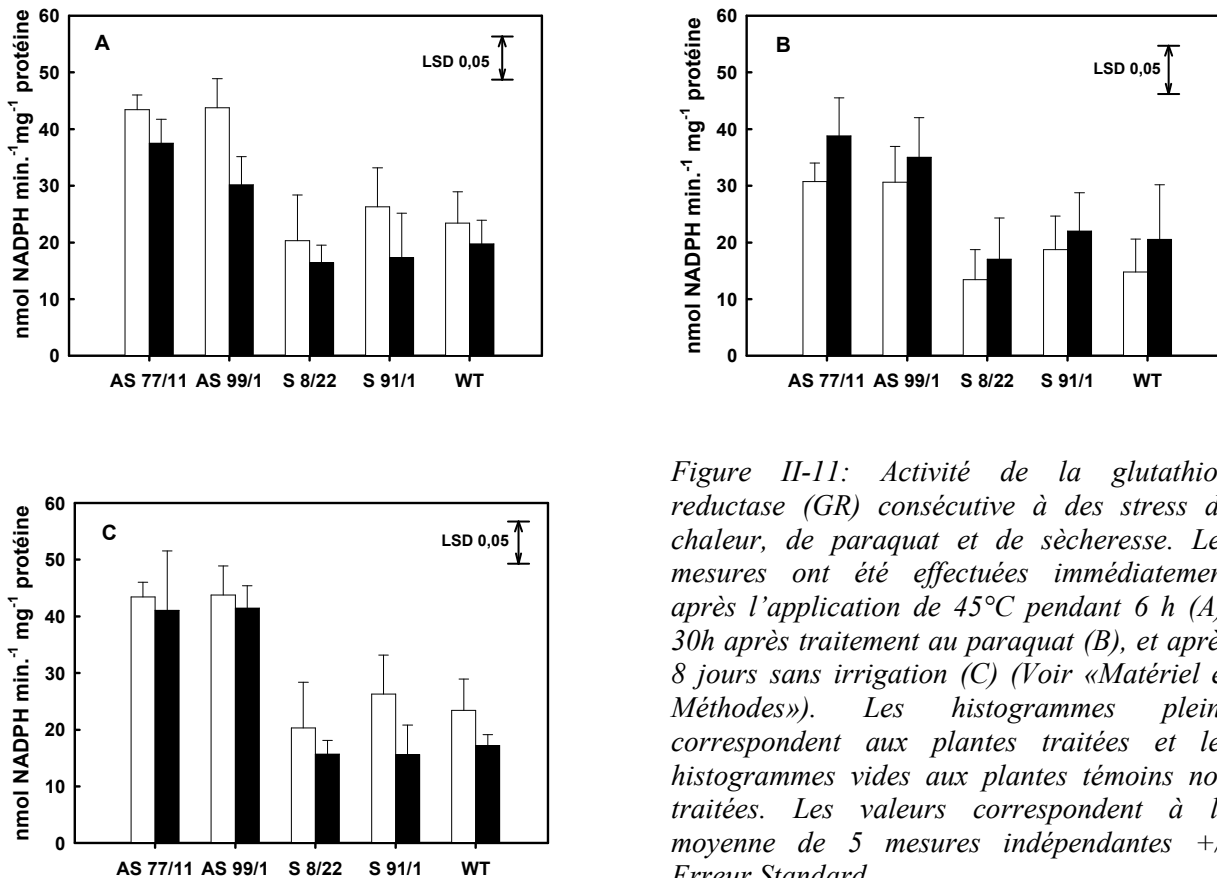 A
LSD 0,05
nmol NADPH min.-1mg-1 protéine
60
50
40
30
20
10
0
AS 77/11 AS 99/1 S 8/22 S 91/1 WT
B
LSD 0,05
nmol NADPH min.-1 mg-1 protéine
60
50
40
30
20
10
0
AS 77/11 AS 99/1 S 8/22 S 91/1 WT
C
LSD 0,05
nmol NADPH min.-1 mg-1 protéine
60
50
40
30
20
10
0
AS 77/11 AS 99/1 S 8/22 S 91/1 WT
Figure II-11: Activité de la glutathion
reductase (GR) consécutive à des stress d
chaleur, de paraquat et de sècheresse. Le
mesures ont été effectuées immédiatemen
après l'application de 45°C pendant 6 h (A)
30h après traitement au paraquat (B), et aprè
8 jours sans irrigation (C) (Voir «Matériel e
Méthodes»). Les histogrammes plein
correspondent aux plantes traitées et le
histogrammes vides aux plantes témoins no
traitées. Les valeurs correspondent à l
moyenne de 5 mesures indépendantes +/
Erreur Standard